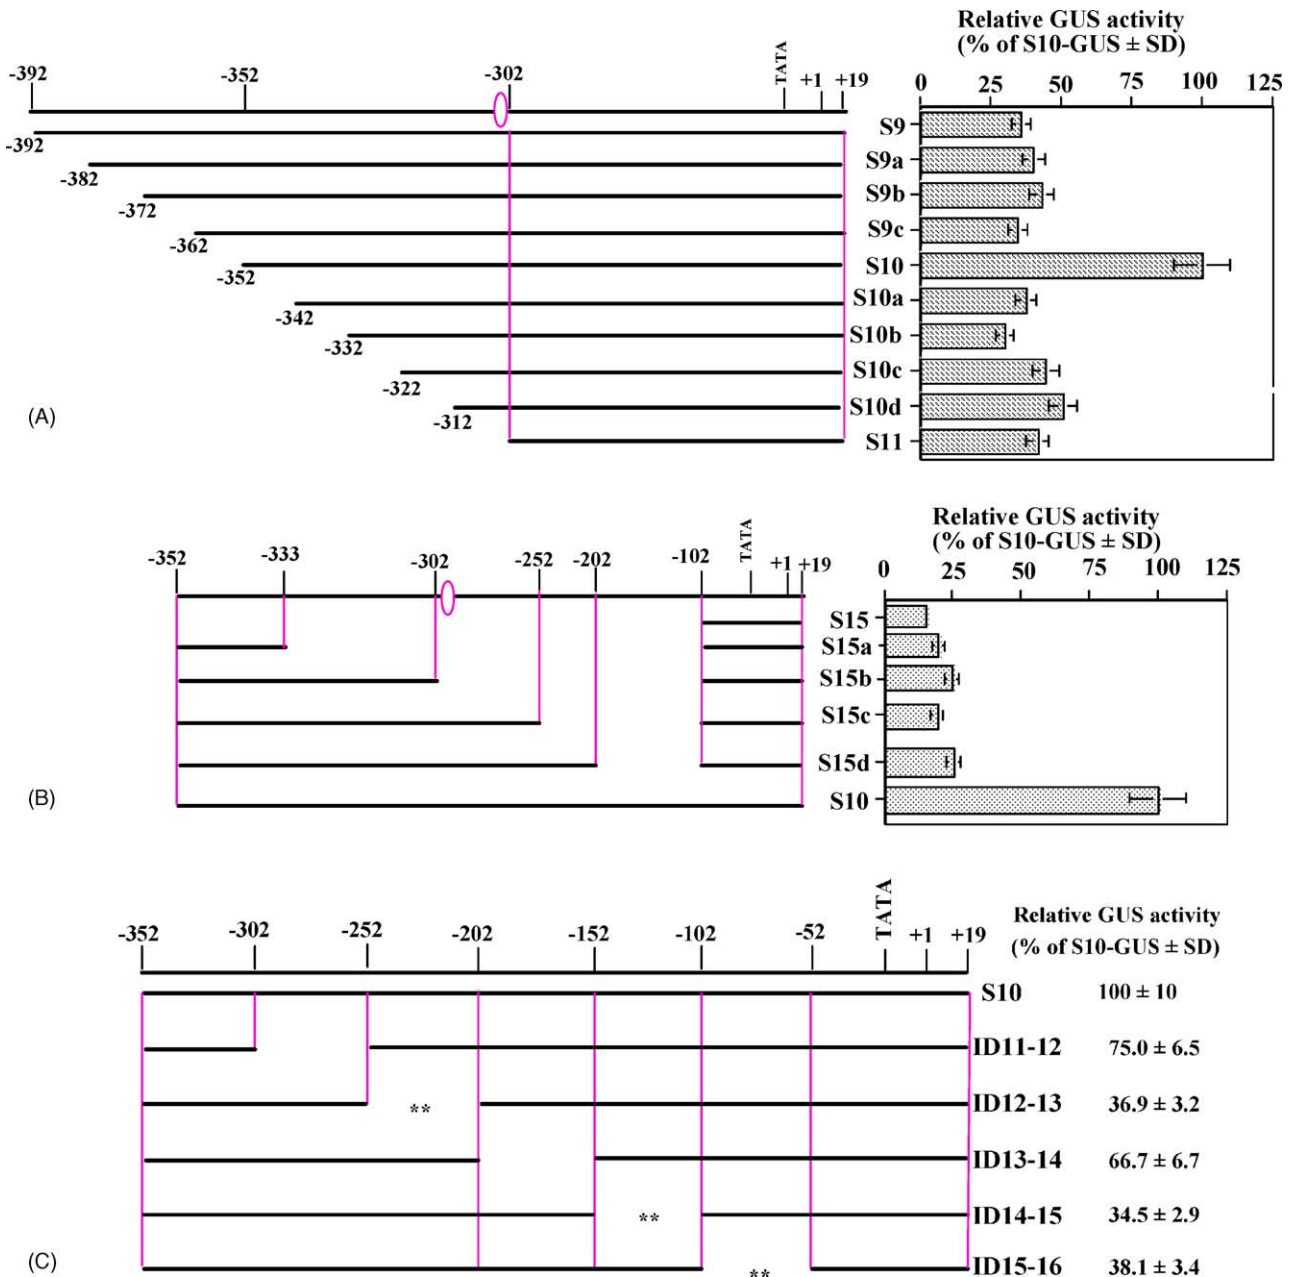 Relative GUS activity
(% of S10-GUS ± SD)
-392 -352 -302 TATA +1 +19 0 25 50 75 100 125
S9
-392
S9a
-382
S9b
-372
S9c
-362
S10
-352
S10a
-342
S10b
-332
S10c
-322
S10d
-312
(A)
S11
Relative GUS activity
(% of S10-GUS ± SD)
-352 -333 -302 -252 -202 -102 TATA +1 +19 0 25 50 75 100 125
S15
S15a
S15b
S15c
S15d
(B) S10
Relative GUS activity
(% of S10-GUS ± SD)
-352 -302 -252 -202 -152 -102 -52 TATA +1 +19
S10 100 ± 10
ID11-12 75.0 ± 6.5
** ID12-13 36.9 ± 3.2
ID13-14 66.7 ± 6.7
** ID14-15 34.5 ± 2.9
(C) ** ID15-16 38.1 ± 3.4